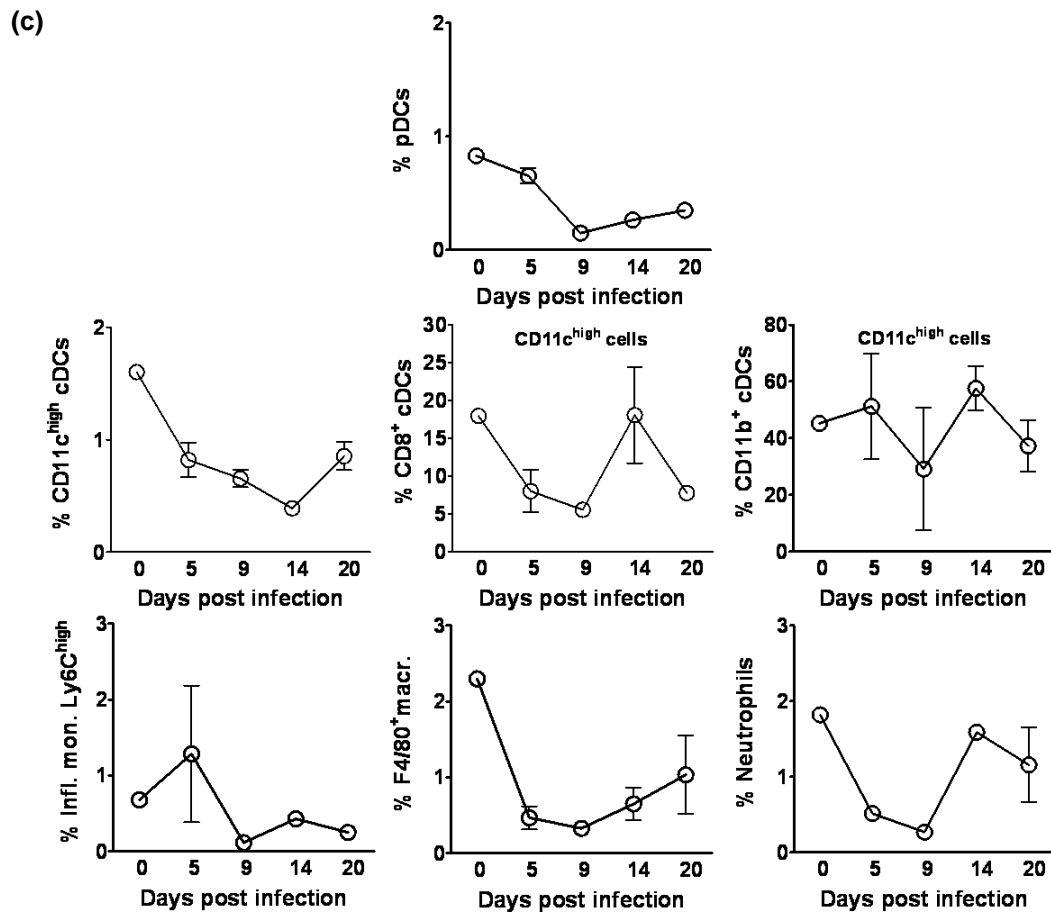 (c)
% pDCs
2
1
0
0 5 9 14 20
Days post infection
% CD11c^high cDCs
2
1
0
0 5 9 14 20
Days post infection
% CD8⁺ cDCs
30
25
20
15
10
5
0
CD11c^high cells
0 5 9 14 20
Days post infection
% CD11b⁺ cDCs
80
60
40
20
0
CD11c^high cells
0 5 9 14 20
Days post infection
% Infl. mon. Ly6C^high
3
2
1
0
0 5 9 14 20
Days post infection
% F4/80⁺macr.
3
2
1
0
0 5 9 14 20
Days post infection
% Neutrophils
3
2
1
0
0 5 9 14 20
Days post infection